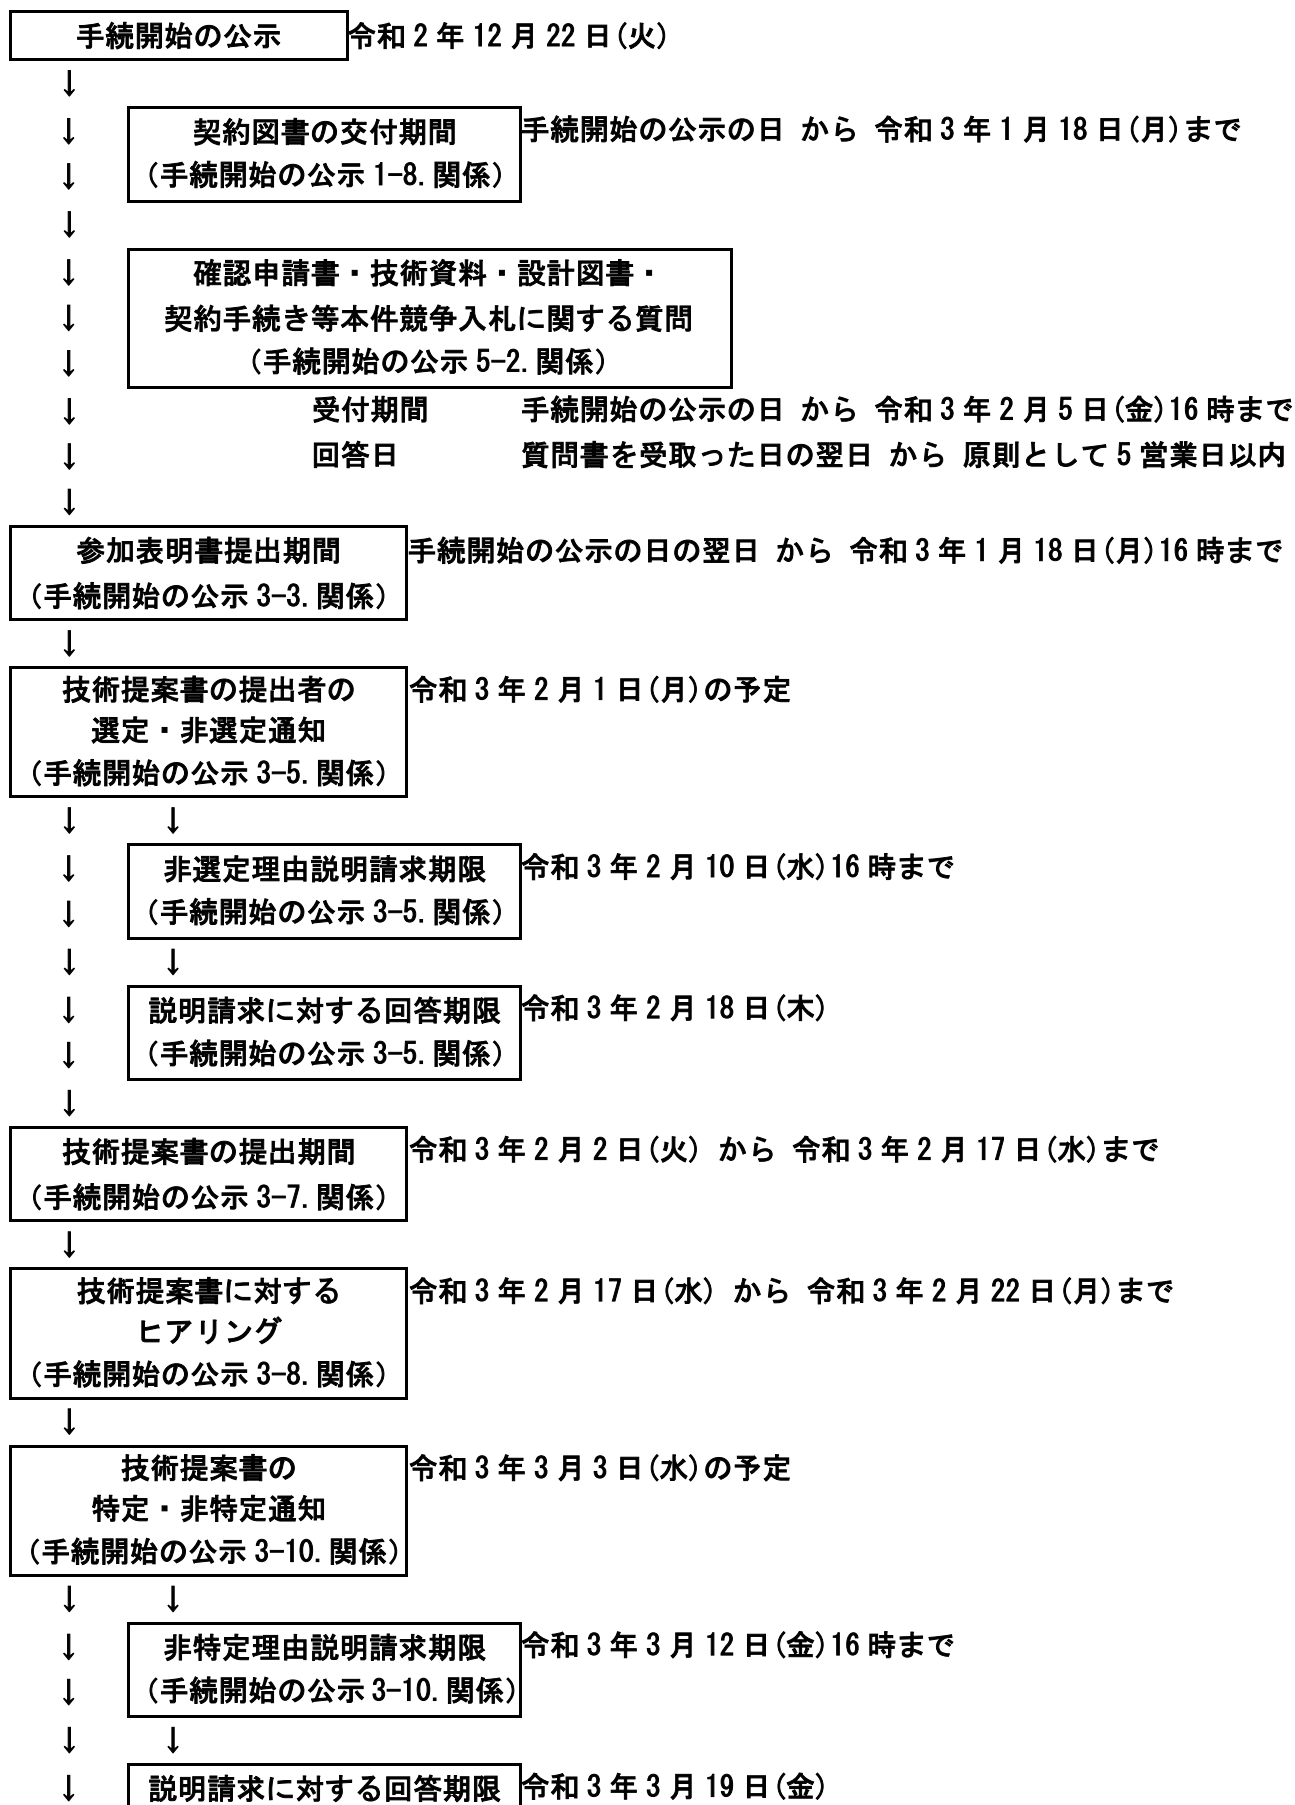 手続開始の公示 令和2年12月22日(火)
↓
↓ 契約図書の交付期間 手続開始の公示の日 から 令和3年1月18日(月)まで
↓ (手続開始の公示1-8.関係)
↓
↓ 確認申請書・技術資料・設計図書・
↓ 契約手続き等本件競争入札に関する質問
↓ (手続開始の公示5-2.関係)
↓ 受付期間 手続開始の公示の日 から 令和3年2月5日(金)16時まで
↓ 回答日 質問書を受取った日の翌日 から 原則として5営業日以内
↓
参加表明書提出期間 手続開始の公示の日の翌日 から 令和3年1月18日(月)16時まで
(手続開始の公示3-3.関係)
↓
技術提案書の提出者の 令和3年2月1日(月)の予定
選定・非選定通知
(手続開始の公示3-5.関係)
↓ ↓
↓ 非選定理由説明請求期限 令和3年2月10日(水)16時まで
↓ (手続開始の公示3-5.関係)
↓ ↓
↓ 説明請求に対する回答期限 令和3年2月18日(木)
↓ (手続開始の公示3-5.関係)
↓
技術提案書の提出期間 令和3年2月2日(火) から 令和3年2月17日(水)まで
(手続開始の公示3-7.関係)
↓
技術提案書に対する 令和3年2月17日(水) から 令和3年2月22日(月)まで
ヒアリング
(手続開始の公示3-8.関係)
↓
技術提案書の 令和3年3月3日(水)の予定
特定・非特定通知
(手続開始の公示3-10.関係)
↓ ↓
↓ 非特定理由説明請求期限 令和3年3月12日(金)16時まで
↓ (手続開始の公示3-10.関係)
↓ ↓
↓ 説明請求に対する回答期限 令和3年3月19日(金)